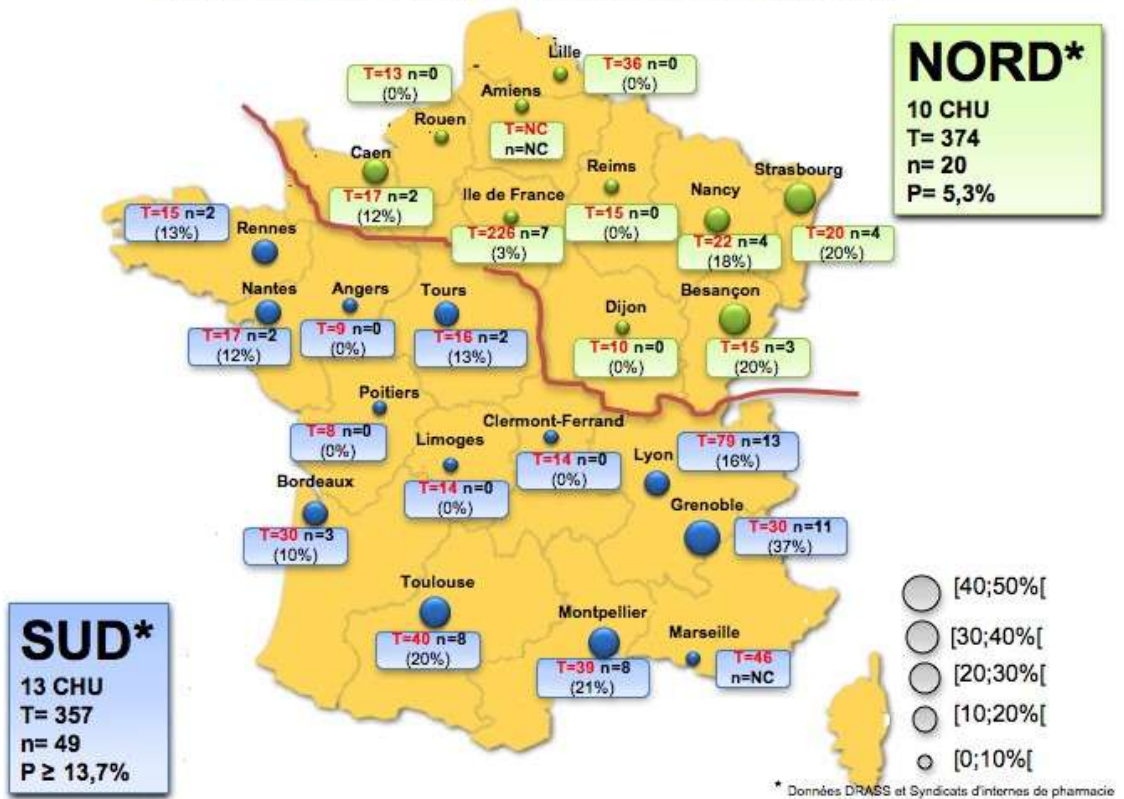 Lille
T=36 n=0
(0%)
T=13 n=0
(0%)
Amiens
T=NC
n=NC
Rouen
Caen
T=17 n=2
(12%)
Ile de France
T=226 n=7
(3%)
Reims
T=15 n=0
(0%)
Nancy
T=22 n=4
(18%)
Strasbourg
T=20 n=4
(20%)
NORD*
10 CHU
T= 374
n= 20
P= 5,3%
T=15 n=2
(13%)
Rennes
Nantes
T=17 n=2
(12%)
Angers
T=9 n=0
(0%)
Tours
T=16 n=2
(13%)
Dijon
T=10 n=0
(0%)
Besançon
T=15 n=3
(20%)
Poitiers
T=8 n=0
(0%)
Limoges
T=14 n=0
(0%)
Clermont-Ferrand
T=14 n=0
(0%)
Lyon
T=79 n=13
(16%)
Grenoble
T=30 n=11
(37%)
Bordeaux
T=30 n=3
(10%)
Toulouse
T=40 n=8
(20%)
Montpellier
T=39 n=8
(21%)
Marseille
T=46
n=NC
SUD*
13 CHU
T= 357
n= 49
P ≥ 13,7%
[40;50%[
[30;40%[
[20;30%[
[10;20%[
[0;10%[
* Données DRASS et Syndicats d'internes de pharmacie